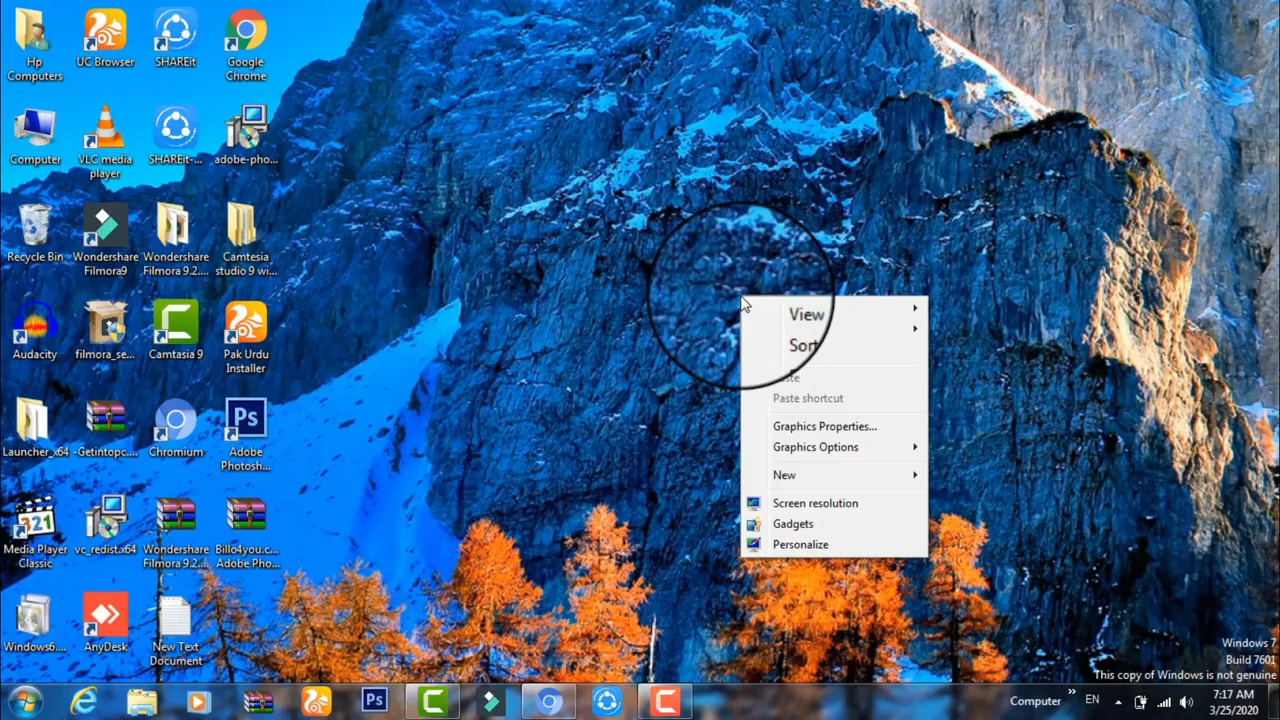 Hp
Computers
UC Browser
SHAREit
Google
Chrome
Computer
VLC media
player
SHAREit-...
adobe-pho...
Recycle Bin
Wondershare
Filmora9
Wondershare
Filmora 9.2....
Camtesia
studio 9 wi...
Audacity
filmora_se...
Camtasia 9
Pak Urdu
Installer
Launcher_x64
-Getintopc....
Chromium
Ps
Adobe
Photosh...
321
Media Player
Classic
vc_redist.x64
Wondershare
Filmora 9.2....
Billo4you.c...
Adobe Pho...
Windows6....
AnyDesk
New Text
Document
View
Sort
Paste shortcut
Graphics Properties...
Graphics Options
New
Screen resolution
Gadgets
Personalize
Windows 7
Build 7601
This copy of Windows is not genuine
Ps
Computer
»
EN
7:17 AM
3/25/2020